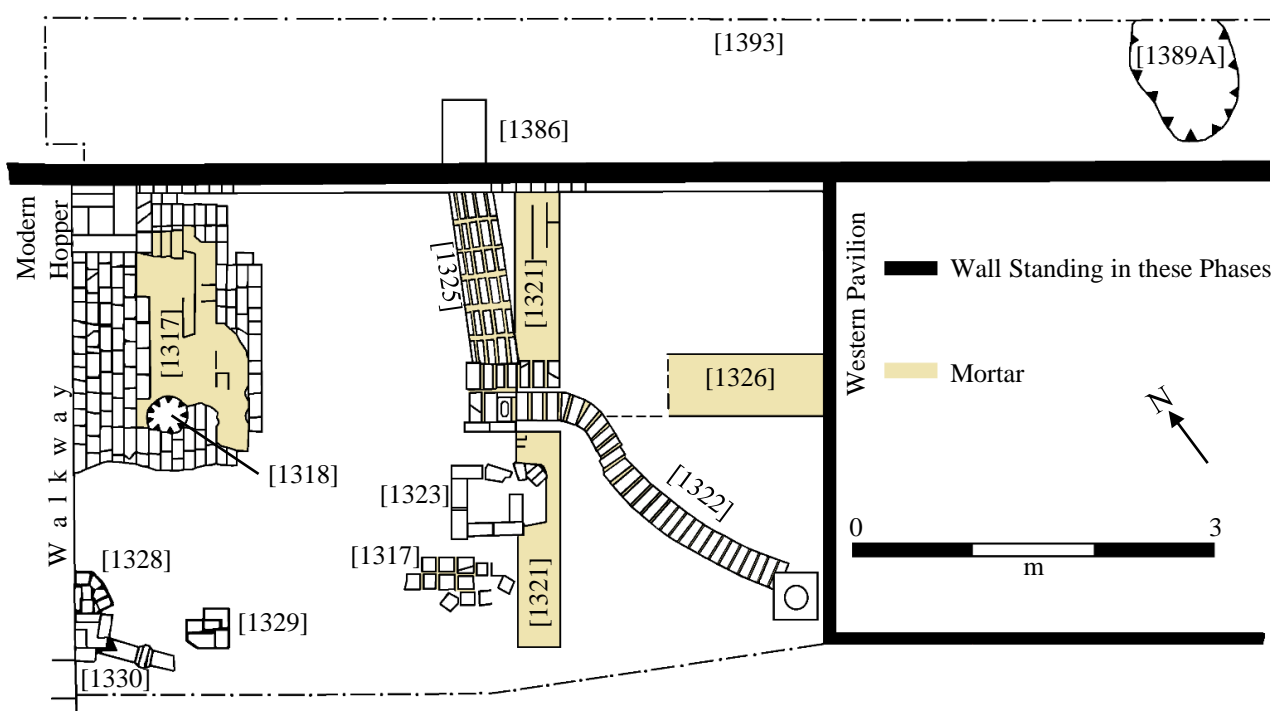 [1393]
[1389A]
[1386]
Modern
Hopper
[1325]
[1321]
Western Pavilion
Wall Standing in these Phases
[1317]
[1326]
Mortar
N
Walkway
[1318]
[1323]
[1322]
0
3
m
[1328]
[1317]
[1321]
[1329]
[1330]